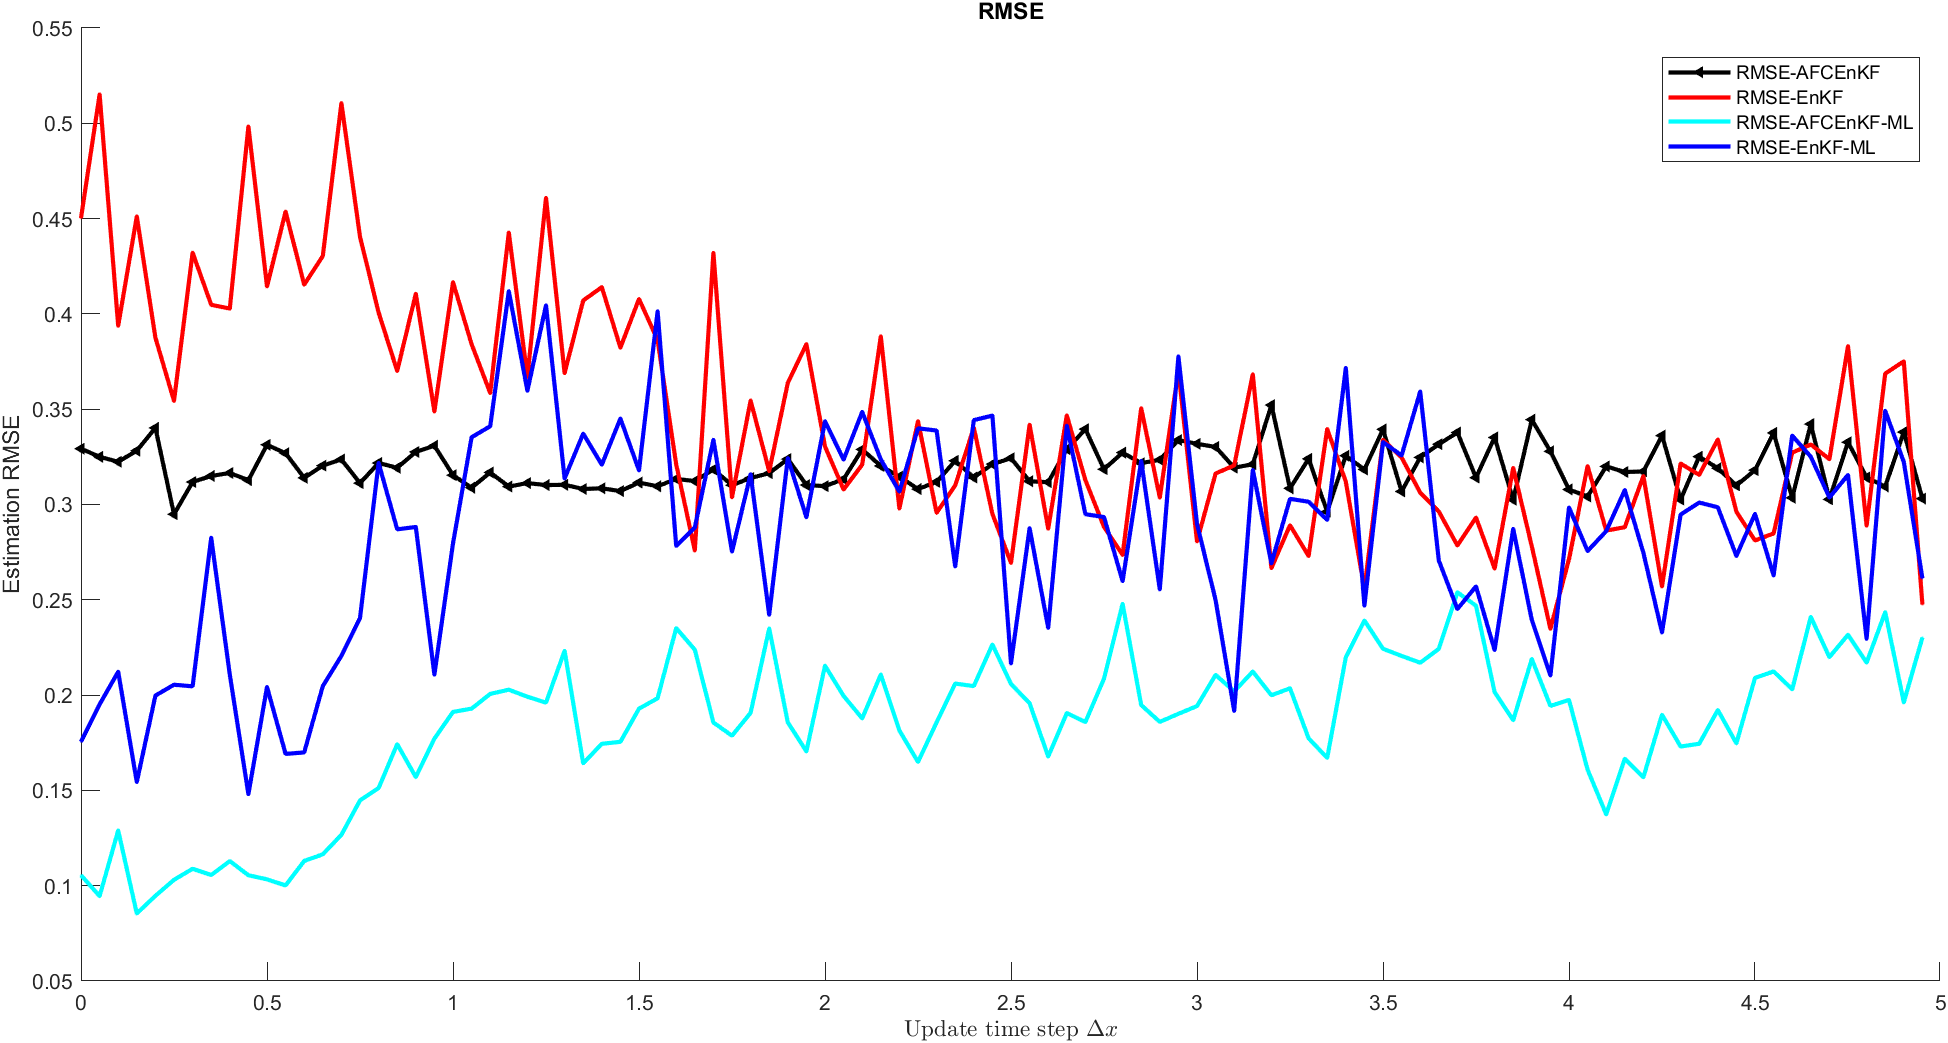 RMSE
0.55
0.5
0.45
0.4
0.35
0.3
0.25
0.2
0.15
0.1
0.05
Estimation RMSE
RMSE-AFCEnKF
RMSE-EnKF
RMSE-AFCEnKF-ML
RMSE-EnKF-ML
0 0.5 1 1.5 2 2.5 3 3.5 4 4.5 5
Update time step Δx